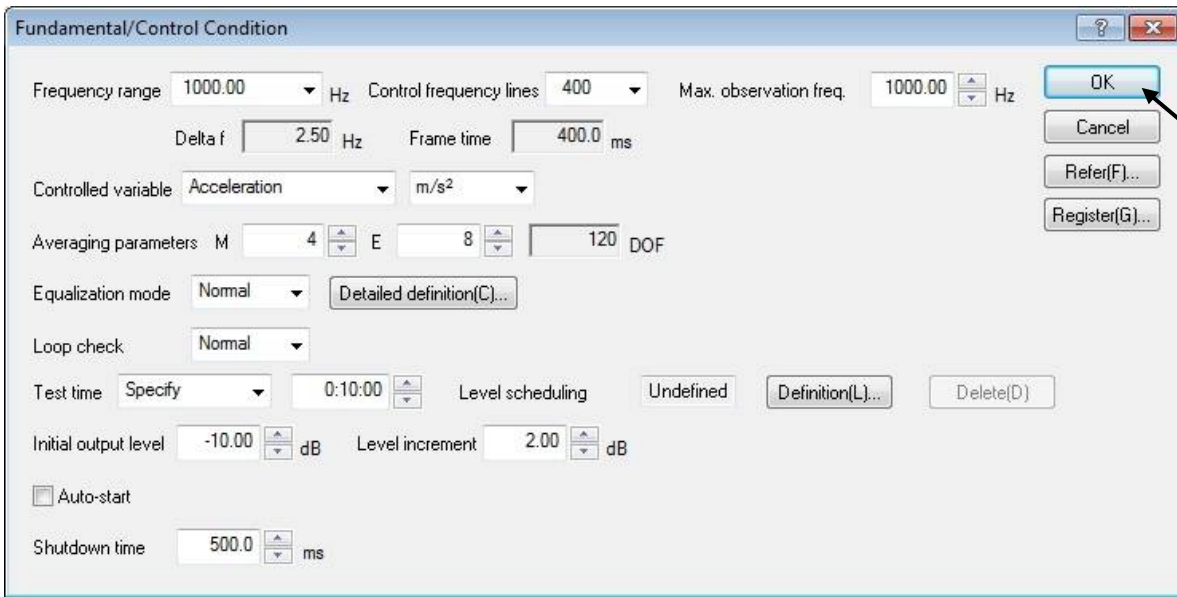 Fundamental/Control Condition
Frequency range 1000.00 Hz Control frequency lines 400 Max. observation freq. 1000.00 Hz OK
Delta f 2.50 Hz Frame time 400.0 ms Cancel
Controlled variable Acceleration m/s² Refer(F)...
Averaging parameters M 4 E 8 120 DOF Register(G)...
Equalization mode Normal Detailed definition(C)...
Loop check Normal
Test time Specify 0:10:00 Level scheduling Undefined Definition(L)... Delete(D)
Initial output level -10.00 dB Level increment 2.00 dB
Auto-start
Shutdown time 500.0 ms